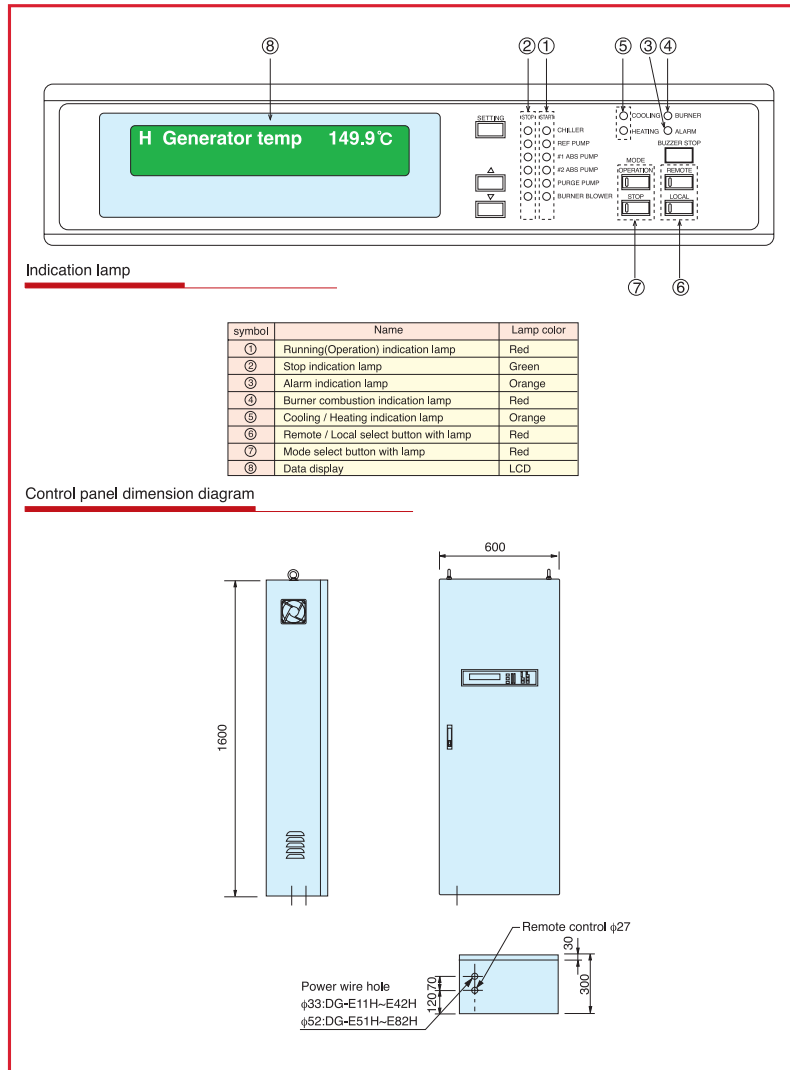 ⑧ ② ① ⑤ ③ ④
H Generator temp 149.9℃
SETTING
△
▽
STOP START
CHILLER
REF PUMP
#1 ABS PUMP
#2 ABS PUMP
PURGE PUMP
BURNER BLOWER
COOLING BURNER
HEATING ALARM
BUZZER STOP
MODE
OPERATION REMOTE
STOP LOCAL
⑦ ⑥
Indication lamp
symbol Name Lamp color
① Running(Operation) indication lamp Red
② Stop indication lamp Green
③ Alarm indication lamp Orange
④ Burner combustion indication lamp Red
⑤ Cooling / Heating indication lamp Orange
⑥ Remote / Local select button with lamp Red
⑦ Mode select button with lamp Red
⑧ Data display LCD
Control panel dimension diagram
600
1600
Remote control ϕ27
30
300
70
120
Power wire hole
ϕ33:DG-E11H~E42H
ϕ52:DG-E51H~E82H